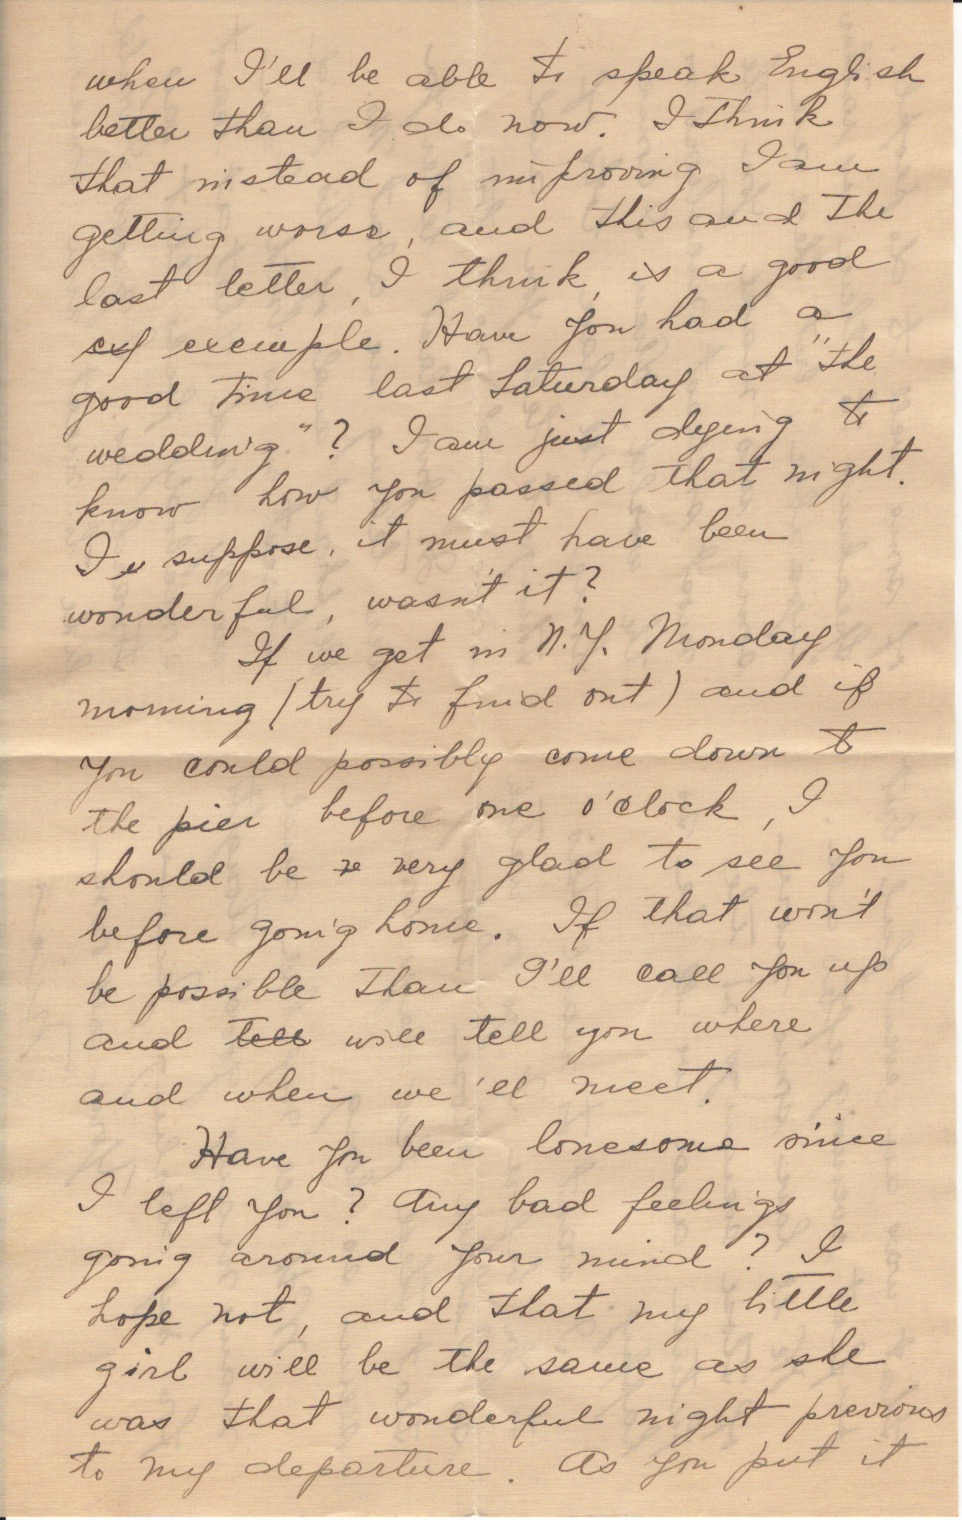 when I'll be able to speak English
better than I do now. I think
that instead of improving I am
getting worse, and this and the
last letter, I think, is a good
exemple. Have you had a
good time last Saturday at "the
wedding"? I am just dying to
know how you passed that night.
I suppose, it must have been
wonderful, wasn't it?
If we get in N.Y. Monday
morning (try to find out) and if
you could possibly come down to
the pier before one o'clock, I
should be very glad to see you
before going home. If that won't
be possible than I'll call you up
and tell will tell you where
and when we'll meet.
Have you been lonesome since
I left you? Any bad feelings
going around your mind? I
hope not, and that my little
girl will be the same as she
was that wonderful night previous
to my departure. As you put it